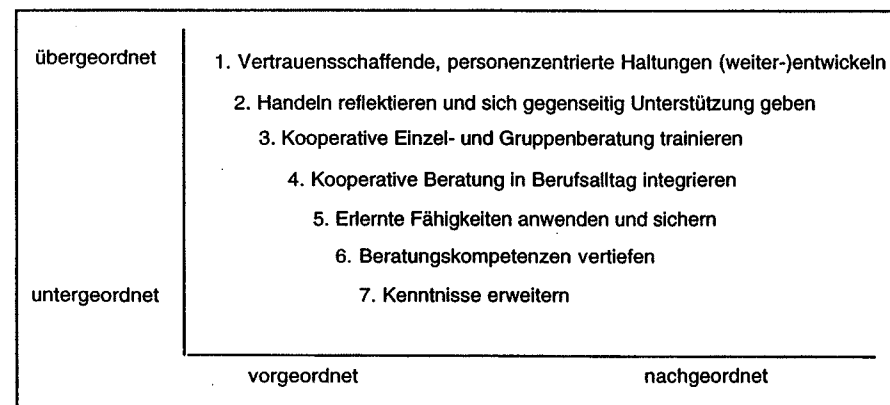 übergeordnet
1. Vertrauensschaffende, personenzentrierte Haltungen (weiter-)entwickeln
2. Handeln reflektieren und sich gegenseitig Unterstützung geben
3. Kooperative Einzel- und Gruppenberatung trainieren
4. Kooperative Beratung in Berufsalltag integrieren
5. Erlernte Fähigkeiten anwenden und sichern
6. Beratungskompetenzen vertiefen
untergeordnet
7. Kenntnisse erweitern
vorgeordnet
nachgeordnet